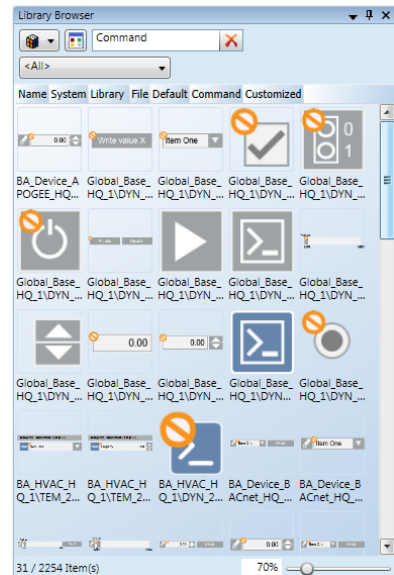 Library Browser
Command
<All>
Name System Library File Default Command Customized
0.00
Write value X
Item One
0
1
BA_Device_A
POGEE_HQ...
Global_Base_
HQ_1\DYN_...
Global_Base_
HQ_1\DYN_...
Global_Base_
HQ_1\DYN_...
Global_Base_
HQ_1\DYN_...
Global_Base_
HQ_1\DYN_...
Global_Base_
HQ_1\DYN_...
Global_Base_
HQ_1\DYN_...
Global_Base_
HQ_1\DYN_...
Global_Base_
HQ_1\DYN_...
0.00
0.00
Global_Base_
HQ_1\DYN_...
Global_Base_
HQ_1\DYN_...
Global_Base_
HQ_1\DYN_...
Global_Base_
HQ_1\DYN...
Global_Base_
HQ_1\DYN_...
Item One
BA_HVAC_H
Q_1\TEM_2...
BA_HVAC_H
Q_1\TEM_2...
BA_HVAC_H
Q_1\DYN_2...
BA_Device_B
ACnet_HQ_...
BA_Device_B
ACnet_HQ_...
0.00
31 / 2254 Item(s)
70%